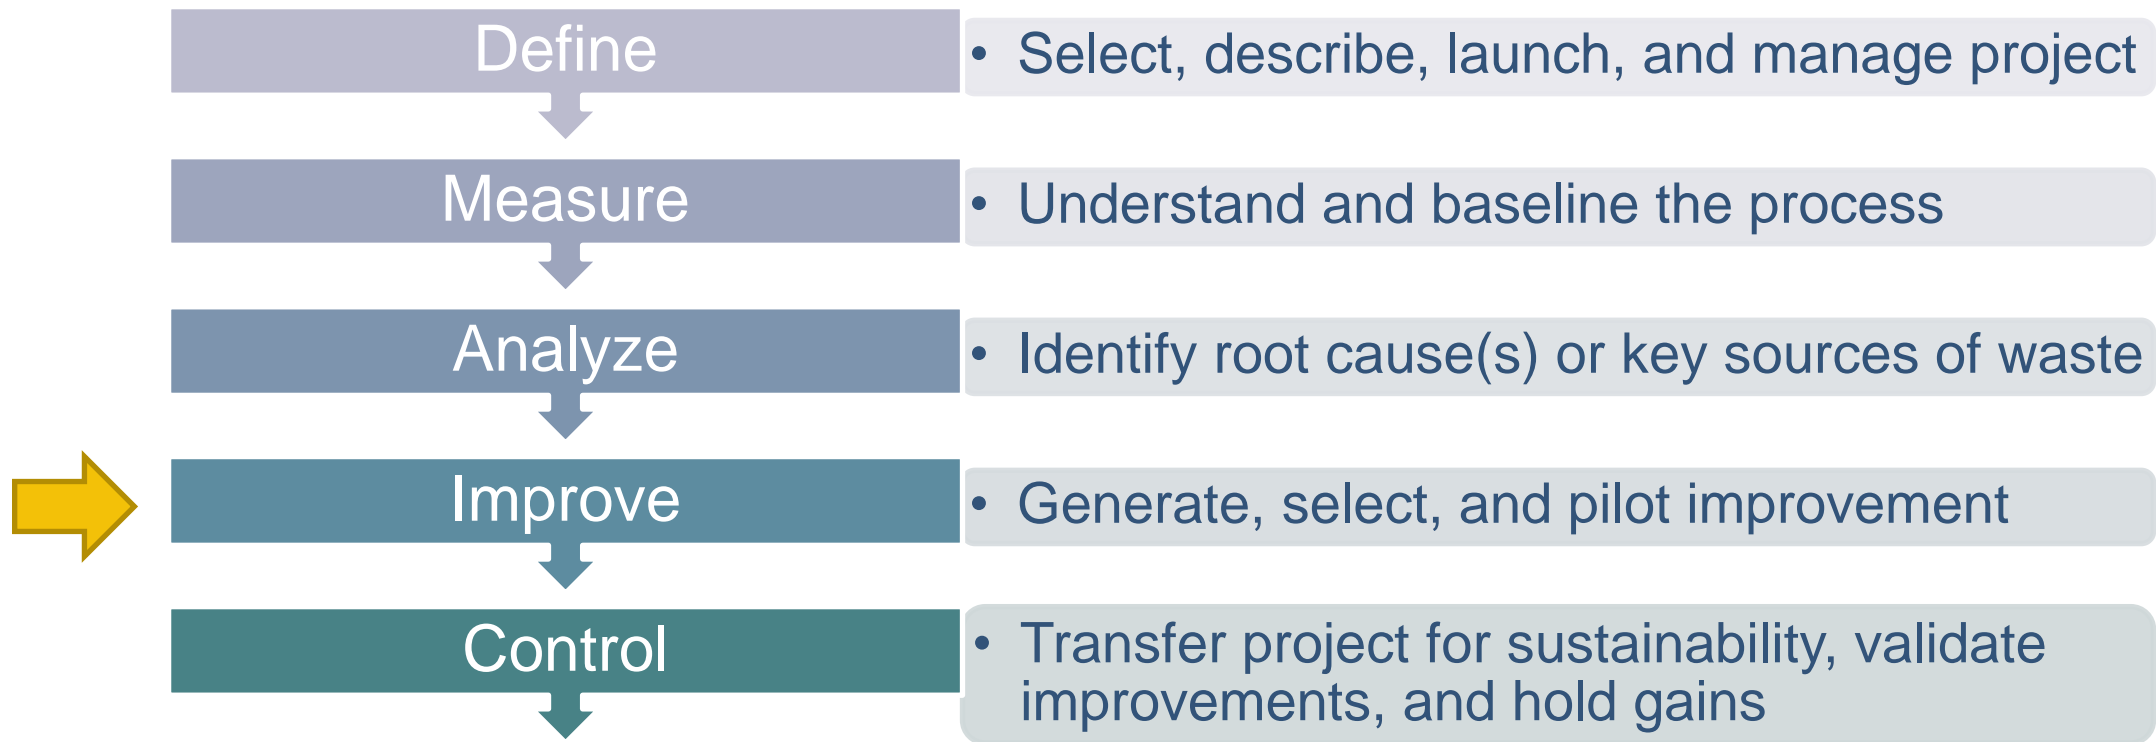 Define
• Select, describe, launch, and manage project
Measure
• Understand and baseline the process
Analyze
• Identify root cause(s) or key sources of waste
Improve
• Generate, select, and pilot improvement
Control
• Transfer project for sustainability, validate
improvements, and hold gains